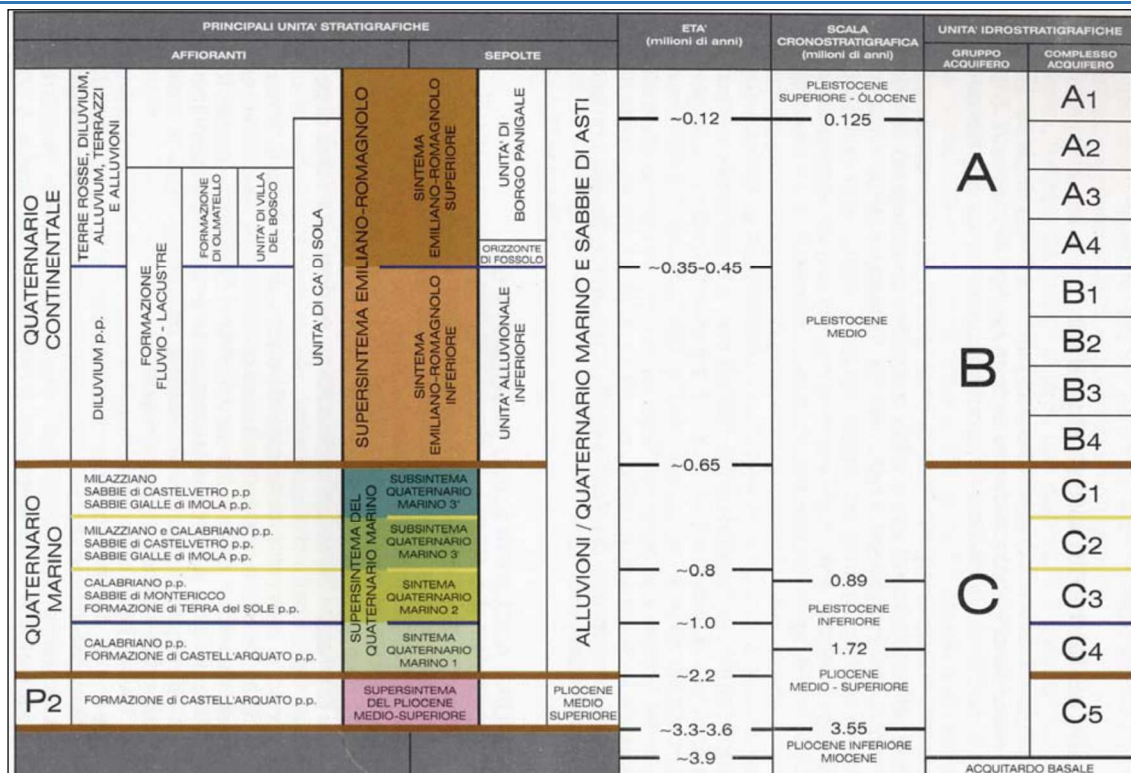 PRINCIPALI UNITA' STRATIGRAFICHE
AFFIORANTI
SEPOLTE
ETA'
(milioni di anni)
SCALA
CRONOSTRATIGRAFICA
(milioni di anni)
UNITA' IDROSTRATIGRAFICHE
GRUPPO
ACQUIFERO
COMPLESSO
ACQUIFERO
QUATERNARIO
CONTINENTALE
TERRE ROSSE, DILUVIUM,
ALLUVIUM, TERRAZZI
E ALLUVIONI
DILUVIUM p.p.
FORMAZIONE
FLUVIO - LACUSTRE
FORMAZIONE
DI OLMATELLO
UNITA' DI VILLA
DEL BOSCO
UNITA' DI CA' DI SOLA
SUPERSINTEMA EMILIANO-ROMAGNOLO
SINTEMA
EMILIANO-ROMAGNOLO
SUPERIORE
SINTEMA
EMILIANO-ROMAGNOLO
INFERIORE
UNITA' DI
BORGO PANIGALE
ORIZZONTE
DI FOSSOLO
UNITA' ALLUVIONALE
INFERIORE
ALLUVIONI / QUATERNARIO MARINO E SABBIE DI ASTI
QUATERNARIO
MARINO
MILAZZIANO
SABBIE di CASTELVETRO p.p
SABBIE GIALLE di IMOLA p.p.
MILAZZIANO e CALABRIANO p.p.
SABBIE di CASTELVETRO p.p.
SABBIE GIALLE di IMOLA p.p.
CALABRIANO p.p.
SABBIE di MONTERICCO
FORMAZIONE di TERRA del SOLE p.p.
CALABRIANO p.p.
FORMAZIONE di CASTELL'ARQUATO p.p.
SUPERSINTEMA DEL
QUATERNARIO MARINO
SUBSINTEMA
QUATERNARIO
MARINO 3"
SUBSINTEMA
QUATERNARIO
MARINO 3'
SINTEMA
QUATERNARIO
MARINO 2
SINTEMA
QUATERNARIO
MARINO 1
P2
FORMAZIONE di CASTELL'ARQUATO p.p.
SUPERSINTEMA
DEL PLIOCENE
MEDIO-SUPERIORE
PLIOCENE
MEDIO
SUPERIORE
~0.12
~0.35-0.45
~0.65
~0.8
~1.0
~2.2
~3.3-3.6
~3.9
PLEISTOCENE
SUPERIORE - OLOCENE
0.125
PLEISTOCENE
MEDIO
0.89
PLEISTOCENE
INFERIORE
1.72
PLIOCENE
MEDIO - SUPERIORE
3.55
PLIOCENE INFERIORE
MIOCENE
A
B
C
A1
A2
A3
A4
B1
B2
B3
B4
C1
C2
C3
C4
C5
ACQUITARDO BASALE